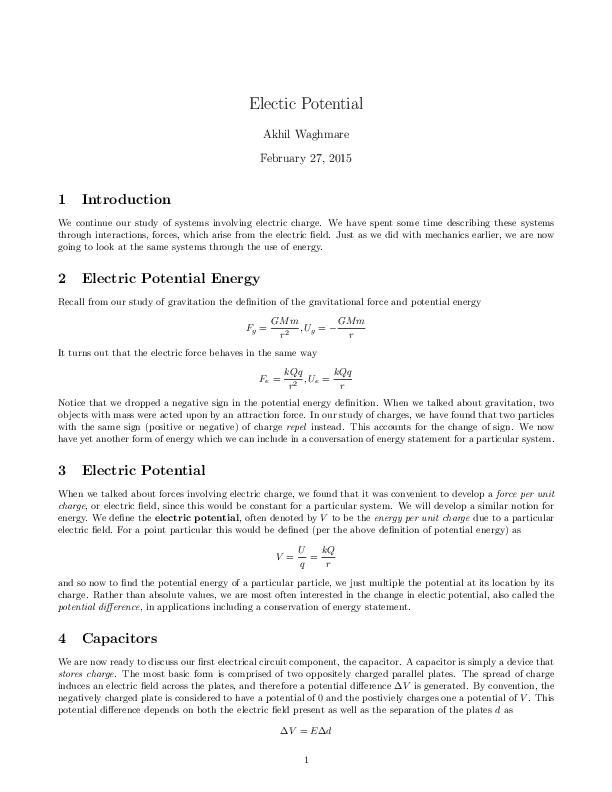 Electic Potential
Akhil Waghmare
February 27, 2015
1 Introduction
We continue our study of systems involving electric charge. We have spent some time describing these systems
through interactions, forces, which arise from the electric field. Just as we did with mechanics earlier, we are now
going to look at the same systems through the use of energy.
2 Electric Potential Energy
Recall from our study of gravitation the definition of the gravitational force and potential energy
F_g = GMm/r^2, U_g = −GMm/r
It turns out that the electric force behaves in the same way
F_e = kQq/r^2, U_e = kQq/r
Notice that we dropped a negative sign in the potential energy definition. When we talked about gravitation, two
objects with mass were acted upon by an attraction force. In our study of charges, we have found that two particles
with the same sign (positive or negative) of charge repel instead. This accounts for the change of sign. We now
have yet another form of energy which we can include in a conversation of energy statement for a particular system.
3 Electric Potential
When we talked about forces involving electric charge, we found that it was convenient to develop a force per unit
charge, or electric field, since this would be constant for a particular system. We will develop a similar notion for
energy. We define the electric potential, often denoted by V to be the energy per unit charge due to a particular
electric field. For a point particular this would be defined (per the above definition of potential energy) as
V = U/q = kQ/r
and so now to find the potential energy of a particular particle, we just multiple the potential at its location by its
charge. Rather than absolute values, we are most often interested in the change in electic potential, also called the
potential difference, in applications including a conservation of energy statement.
4 Capacitors
We are now ready to discuss our first electrical circuit component, the capacitor. A capacitor is simply a device that
stores charge. The most basic form is comprised of two oppositely charged parallel plates. The spread of charge
induces an electric field across the plates, and therefore a potential difference ΔV is generated. By convention, the
negatively charged plate is considered to have a potential of 0 and the postiviely charges one a potential of V. This
potential difference depends on both the electric field present as well as the separation of the plates d as
ΔV = EΔd
1